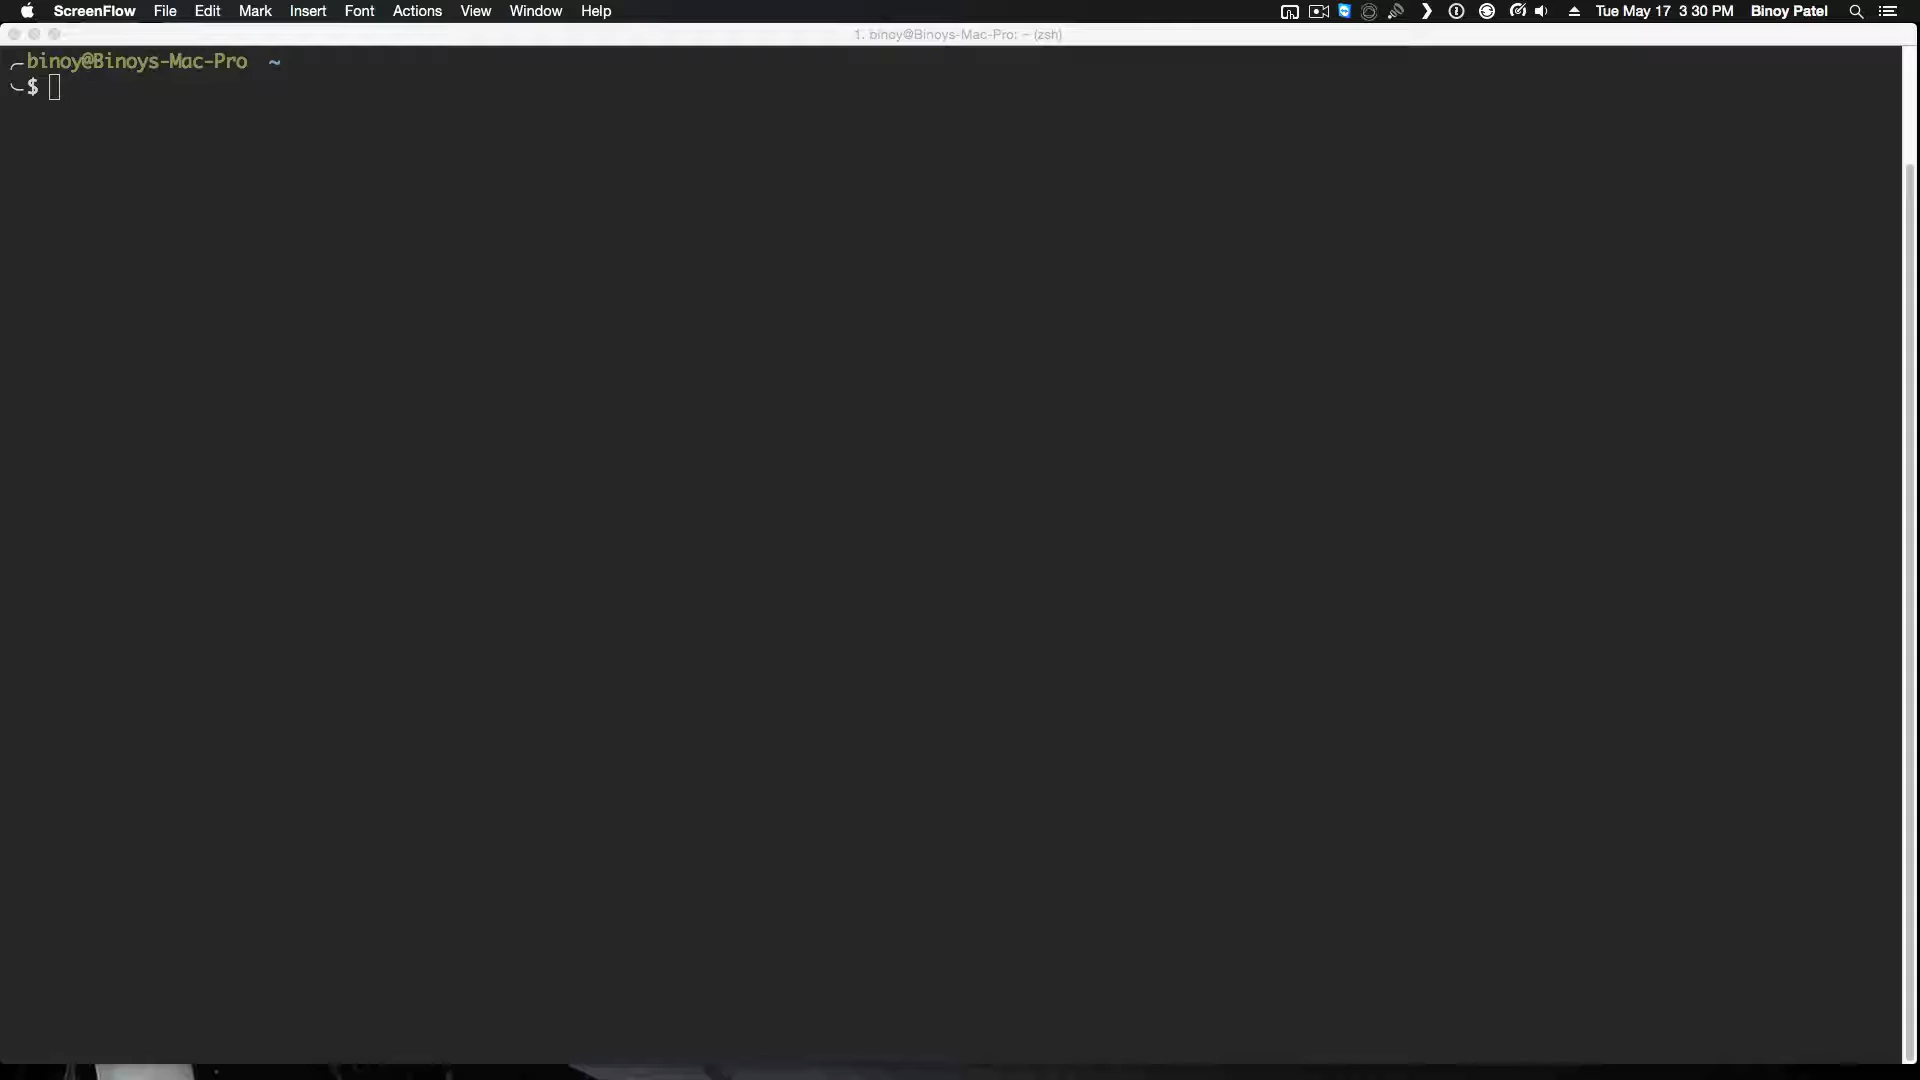 ScreenFlow File Edit Mark Insert Font Actions View Window Help Tue May 17 3 30 PM Binoy Patel
1. binoy@Binoys-Mac-Pro: ~ (zsh)
binoy@Binoys-Mac-Pro ~
$